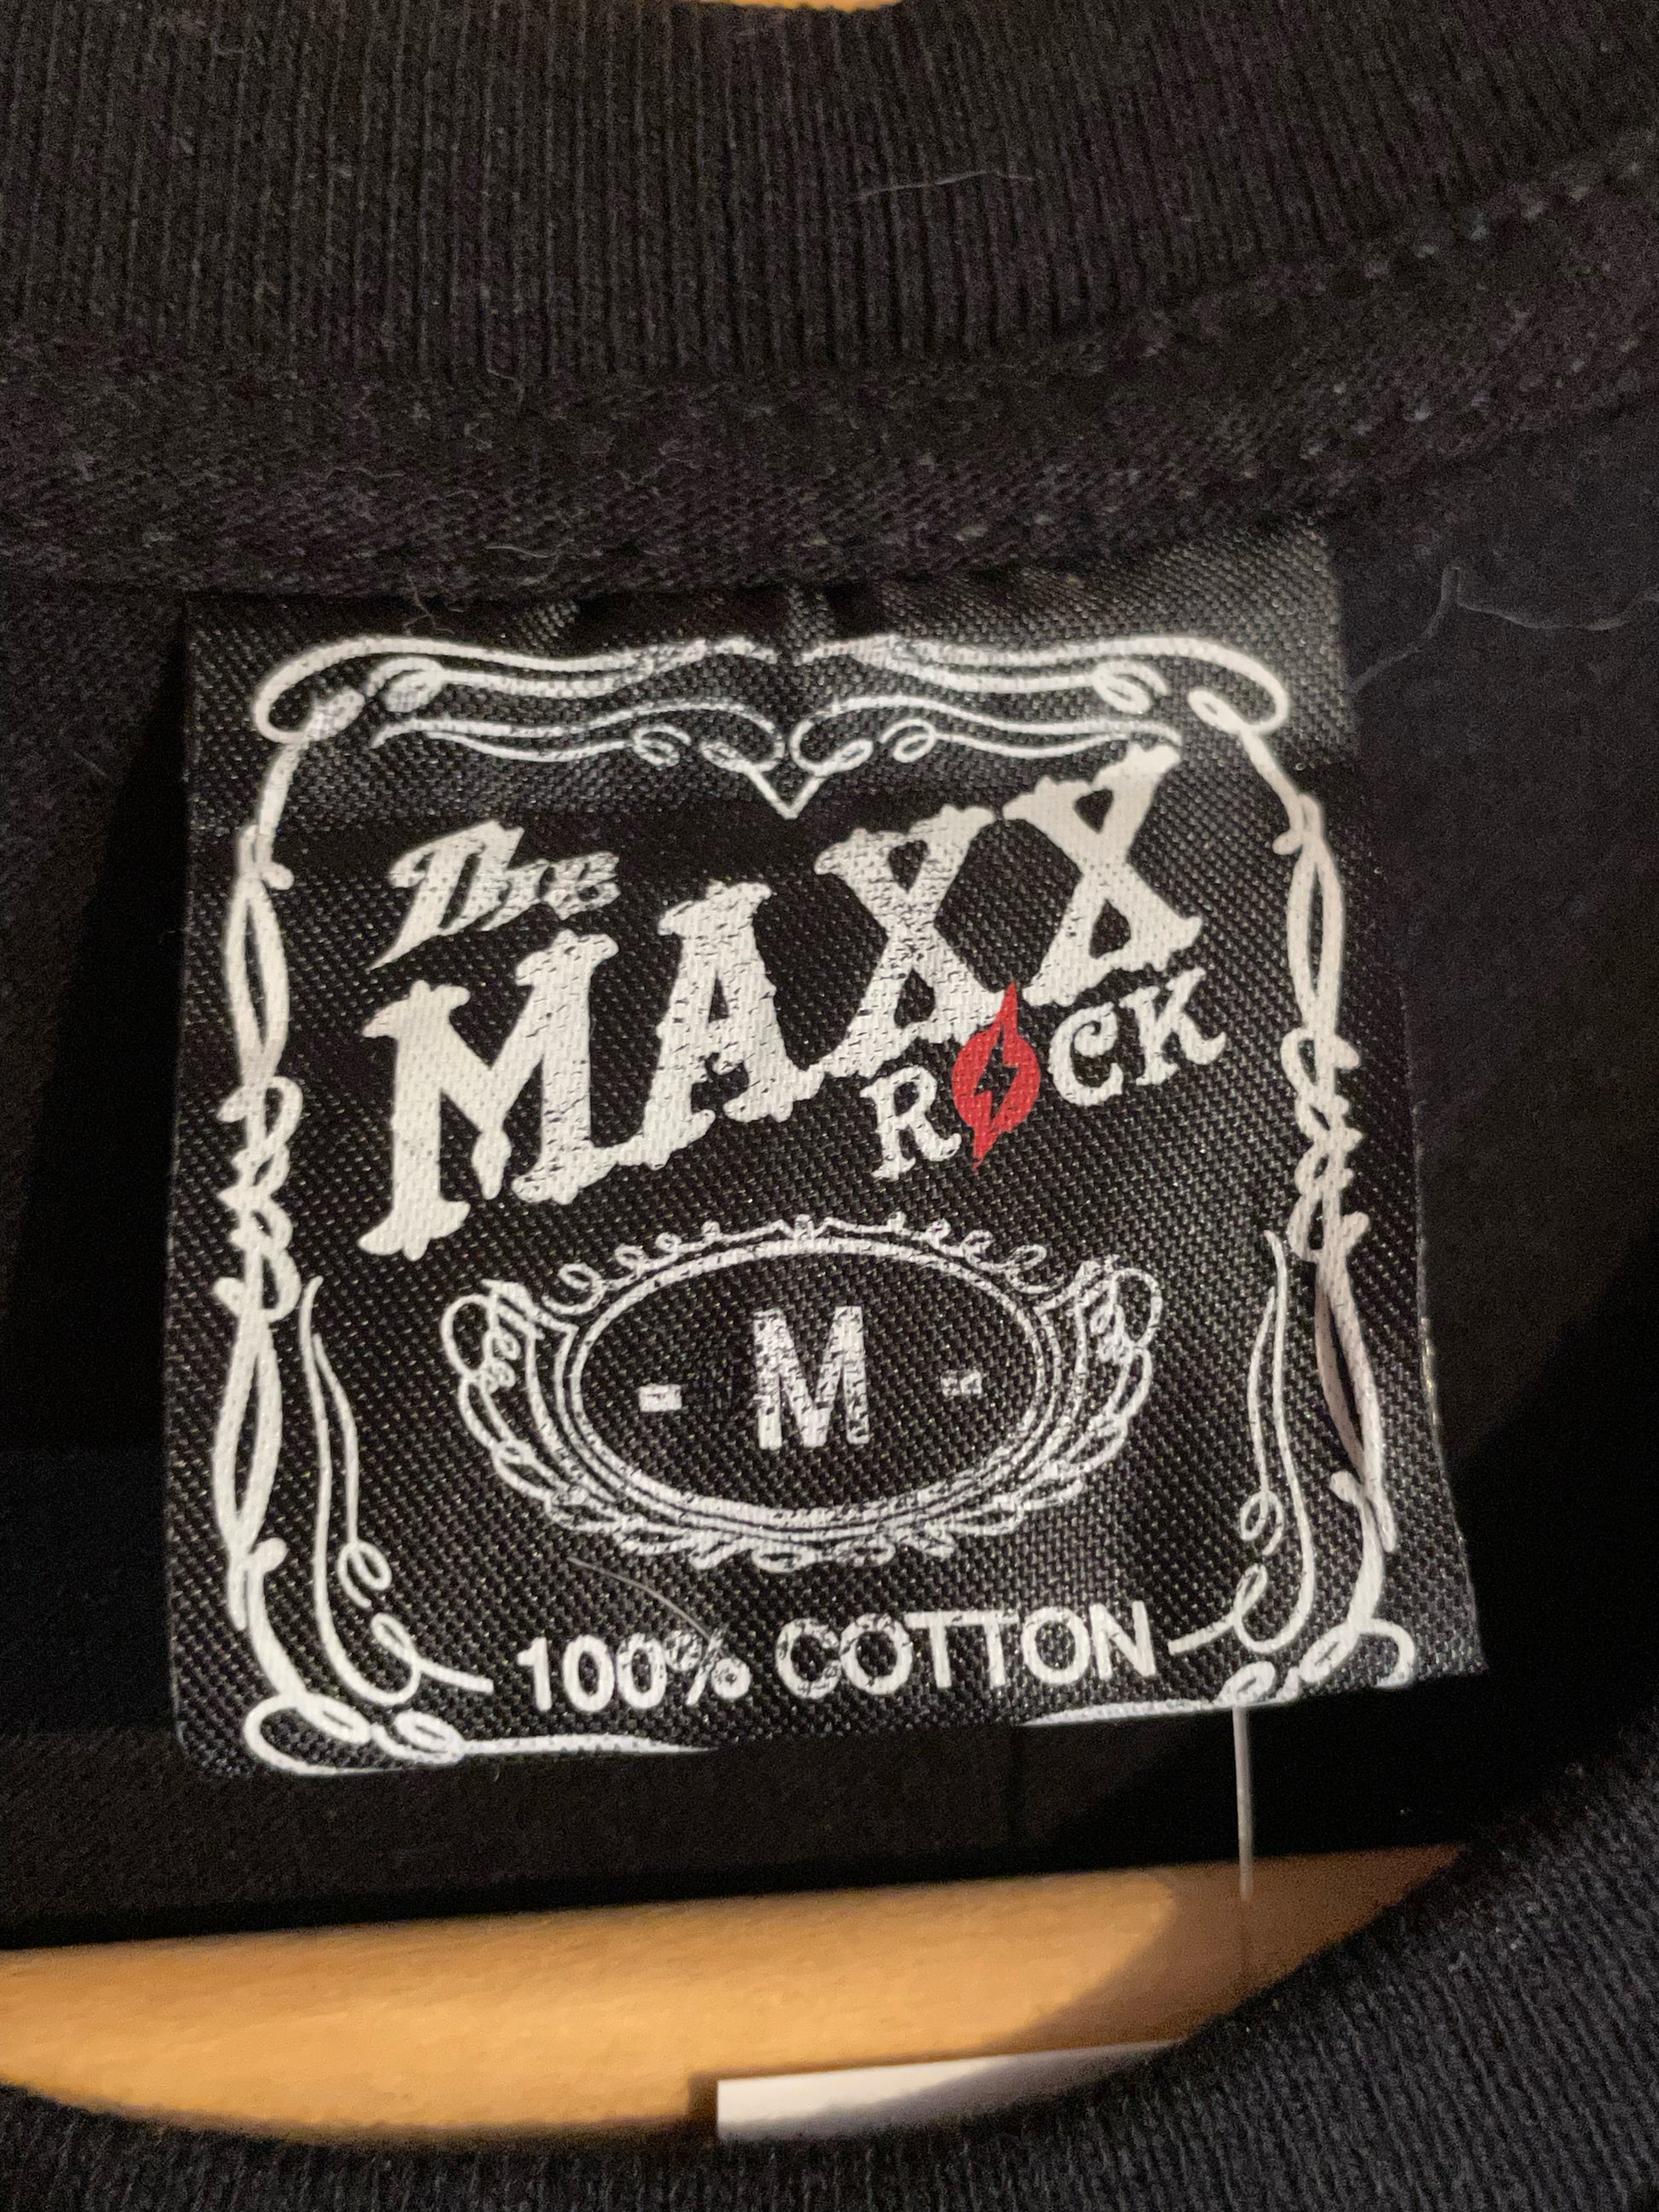 The
MAXX
ROCK
- M -
100% COTTON